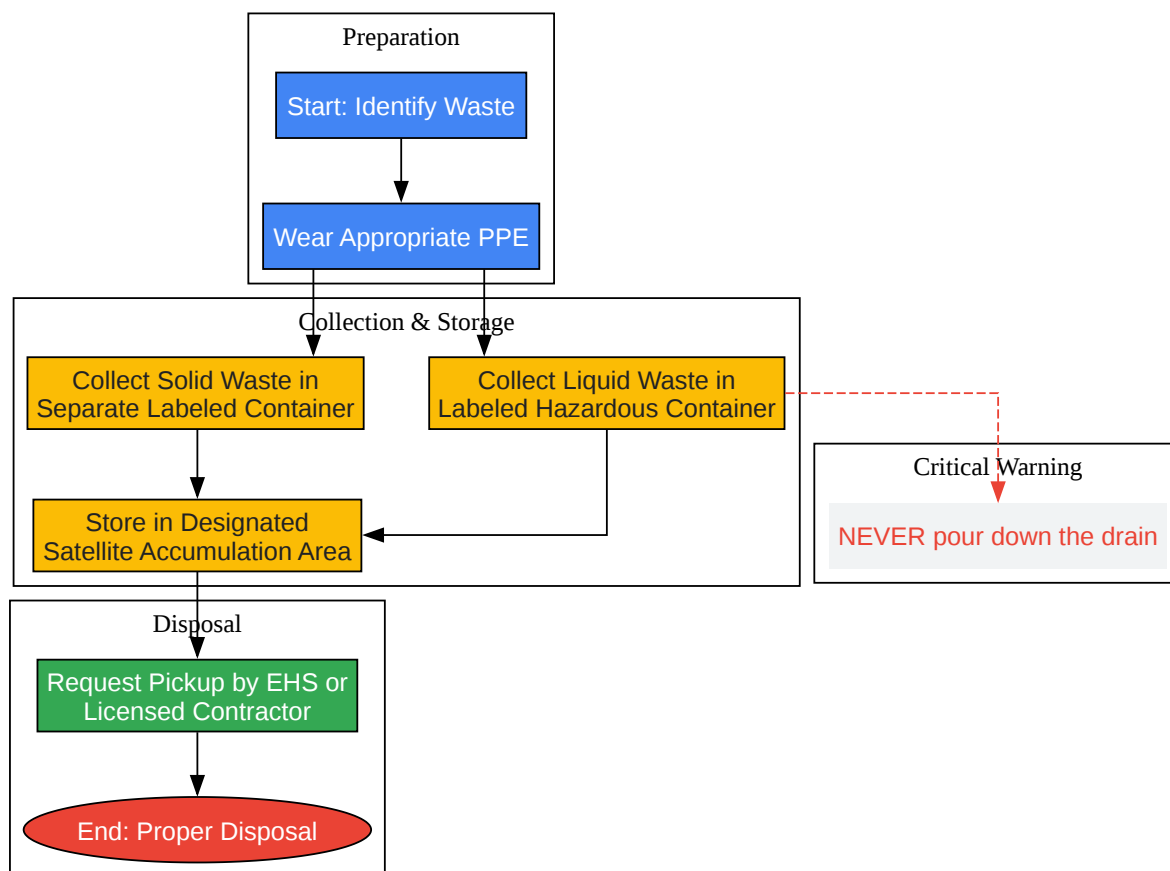 Preparation
Start: Identify Waste
Wear Appropriate PPE
Collection & Storage
Collect Solid Waste in
Separate Labeled Container
Collect Liquid Waste in
Labeled Hazardous Container
Critical Warning
NEVER pour down the drain
Store in Designated
Satellite Accumulation Area
Disposal
Request Pickup by EHS or
Licensed Contractor
End: Proper Disposal